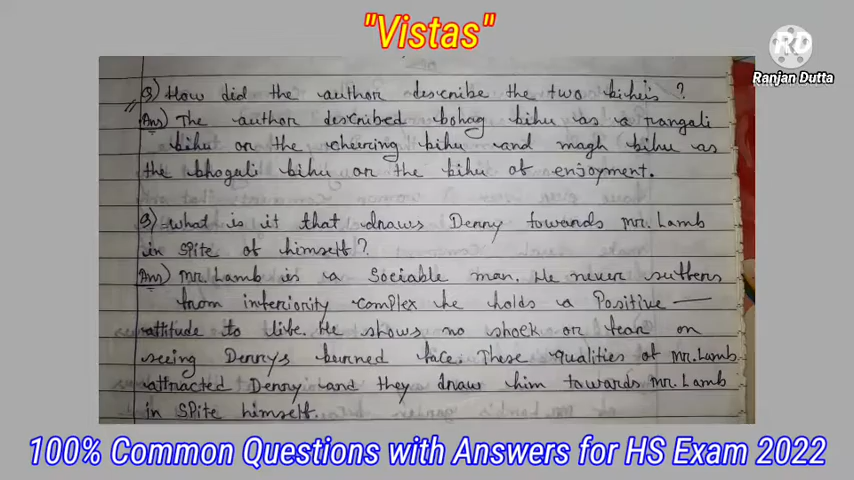 "Vistas"
RD
Ranjan Dutta
Q) How did the author describe the two bihu's ?
Ans) The author described bohag bihu as a rangali
bihu or the cheering bihu and magh bihu as
the bhogali bihu or the bihu of enjoyment.
Q) What is it that draws Denny towards Mr. Lamb
in spite of himself?
Ans) Mr. Lamb is a Sociable man. He never suffers
from inferiority complex he holds a Positive —
attitude to life. He shows no shock or fear on
seeing Dennys burned face. These qualities of Mr. Lamb
attracted Denny and they draw him towards Mr. Lamb
in spite himself.
100% Common Questions with Answers for HS Exam 2022